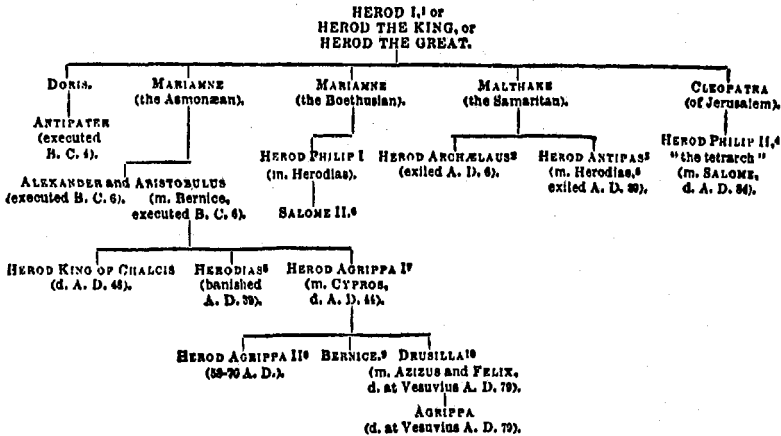 HEROD I,¹ or
HEROD THE KING, or
HEROD THE GREAT.
DORIS.
ANTIPATER
(executed
B. C. 4).
MARIAMNE
(the Asmonæan).
ALEXANDER and ARISTOBULUS
(executed B. C. 6). (m. Bernice,
executed B. C. 6).
MARIAMNE
(the Boethusian).
HEROD PHILIP I
(m. Herodias).
SALOME II.⁶
MALTHAKE
(the Samaritan).
HEROD ARCHÆLAUS²
(exiled A. D. 6).
HEROD ANTIPAS³
(m. Herodias,⁵
exiled A. D. 39).
CLEOPATRA
(of Jerusalem).
HEROD PHILIP II,⁴
"the tetrarch"
(m. SALOME,
d. A. D. 34).
HEROD KING OF CHALCIS
(d. A. D. 48).
HERODIAS⁵
(banished
A. D. 39).
HEROD AGRIPPA I⁷
(m. CYPROS,
d. A. D. 44).
HEROD AGRIPPA II⁸
A. D.).
BERNICE.⁹
DRUSILLA¹⁰
(m. AZIZUS and FELIX,
d. at Vesuvius A. D. 79).
AGRIPPA
(d. at Vesuvius A. D. 79).